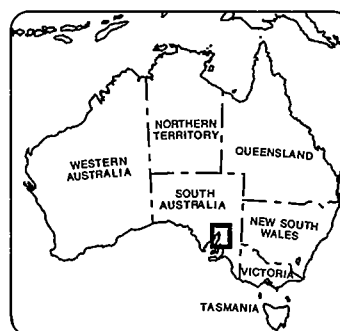 NORTHERN
TERRITORY
QUEENSLAND
WESTERN
AUSTRALIA
SOUTH
AUSTRALIA
NEW SOUTH
WALES
VICTORIA
TASMANIA